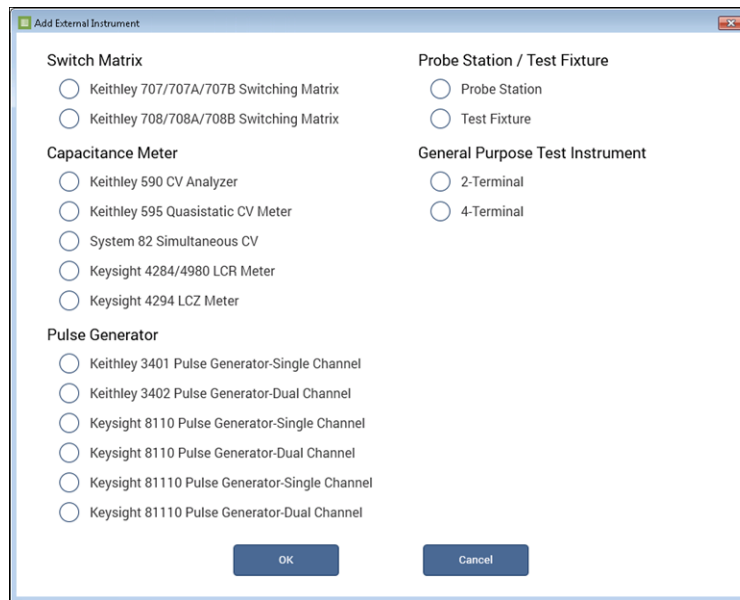 Add External Instrument
Switch Matrix
Keithley 707/707A/707B Switching Matrix
Keithley 708/708A/708B Switching Matrix
Capacitance Meter
Keithley 590 CV Analyzer
Keithley 595 Quasistatic CV Meter
System 82 Simultaneous CV
Keysight 4284/4980 LCR Meter
Keysight 4294 LCZ Meter
Pulse Generator
Keithley 3401 Pulse Generator-Single Channel
Keithley 3402 Pulse Generator-Dual Channel
Keysight 8110 Pulse Generator-Single Channel
Keysight 8110 Pulse Generator-Dual Channel
Keysight 81110 Pulse Generator-Single Channel
Keysight 81110 Pulse Generator-Dual Channel
Probe Station / Test Fixture
Probe Station
Test Fixture
General Purpose Test Instrument
2-Terminal
4-Terminal
OK
Cancel